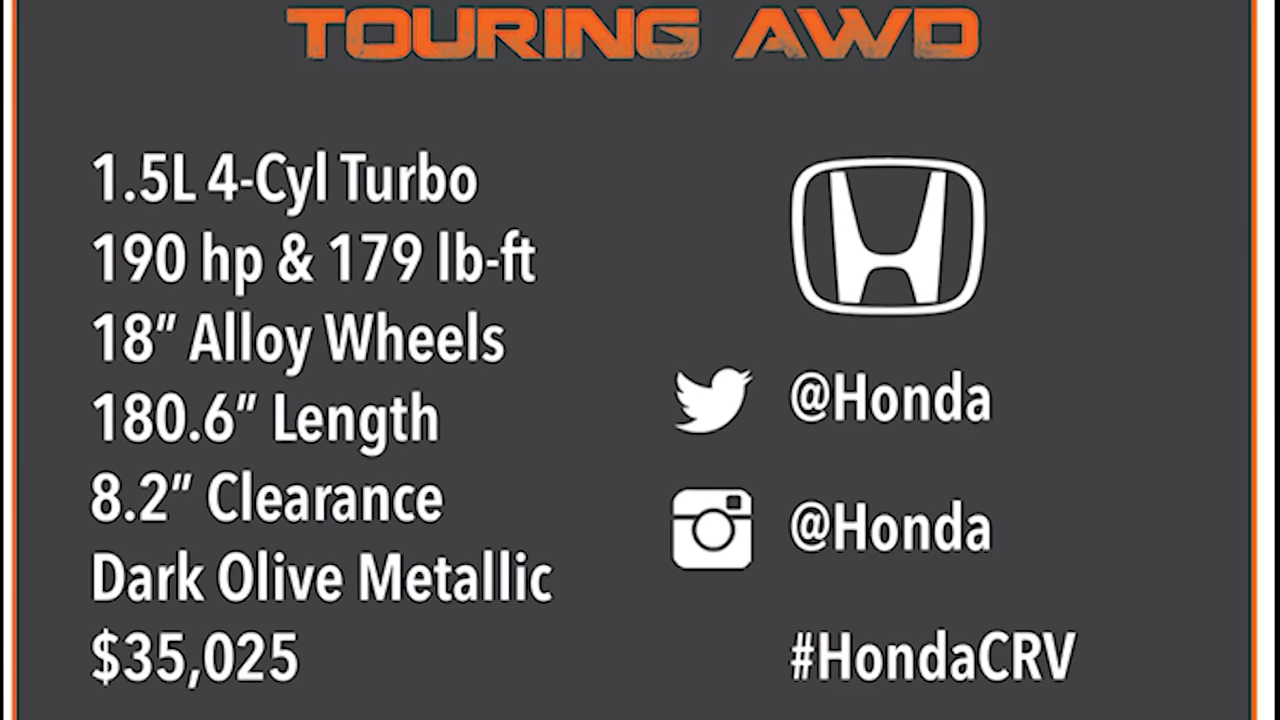 TOURING AWD
1.5L 4-Cyl Turbo
190 hp & 179 lb-ft
18” Alloy Wheels
180.6” Length
8.2” Clearance
Dark Olive Metallic
$35,025
@Honda
@Honda
#HondaCRV